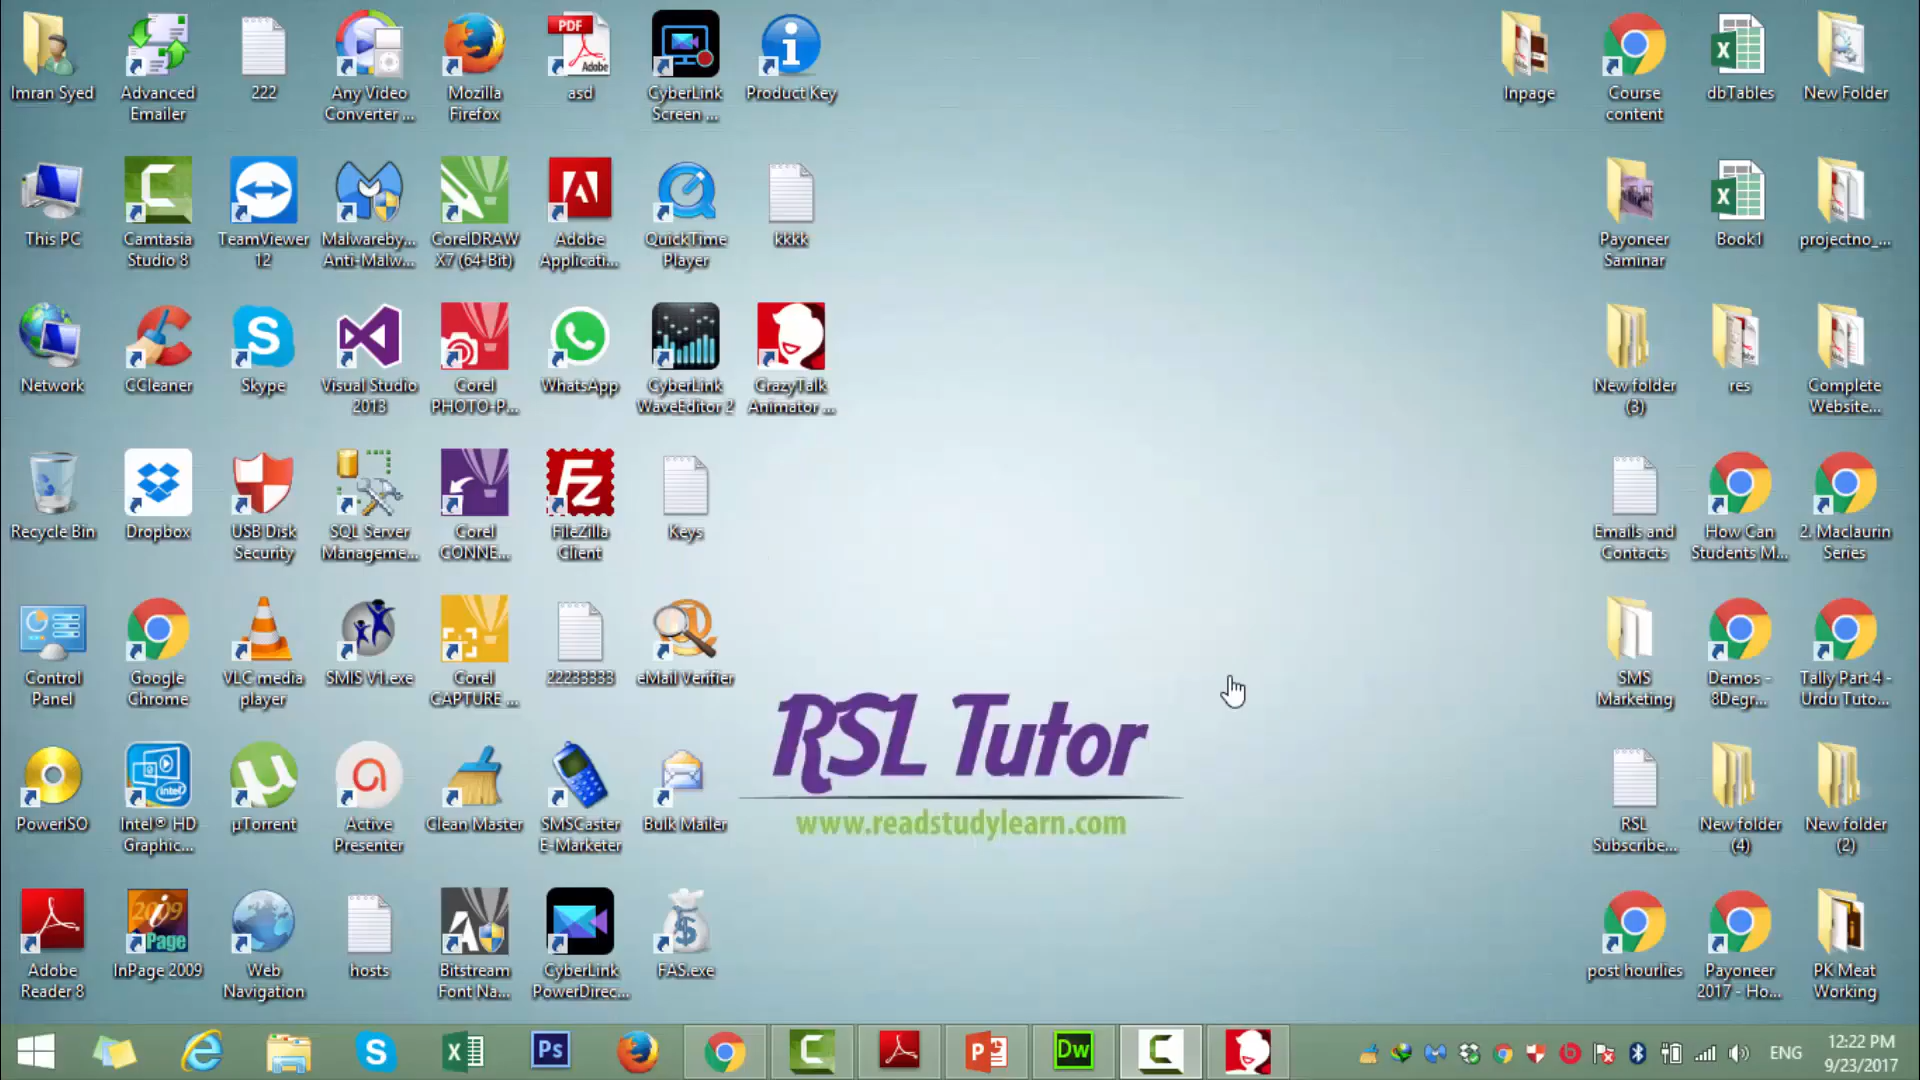 Imran Syed
Advanced
Emailer
222
Any Video
Converter ...
Mozilla
Firefox
PDF
Adobe
asd
CyberLink
Screen ...
Product Key
Inpage
Course
content
dbTables
New Folder
This PC
Camtasia
Studio 8
TeamViewer
12
Malwareby...
Anti-Malw...
CorelDRAW
X7 (64-Bit)
Adobe
Applicati...
QuickTime
Player
kkkk
Payoneer
Saminar
Book1
projectno_...
Network
CCleaner
Skype
Visual Studio
2013
Corel
PHOTO-P...
WhatsApp
CyberLink
WaveEditor 2
CrazyTalk
Animator ...
New folder
(3)
res
Complete
Website...
Recycle Bin
Dropbox
USB Disk
Security
SQL Server
Manageme...
Corel
CONNE...
FileZilla
Client
Keys
Emails and
Contacts
How Can
Students M...
2. Maclaurin
Series
Control
Panel
Google
Chrome
VLC media
player
SMIS V1.exe
Corel
CAPTURE ...
22233333
eMail Verifier
SMS
Marketing
Demos -
8Degr...
Tally Part 4 -
Urdu Tuto...
RSL Tutor
www.readstudylearn.com
PowerISO
intel
Intel® HD
Graphic...
µTorrent
Active
Presenter
Clean Master
SMSCaster
E-Marketer
Bulk Mailer
RSL
Subscribe...
New folder
(4)
New folder
(2)
Adobe
Reader 8
2009
Page
InPage 2009
Web
Navigation
hosts
Bitstream
Font Na...
CyberLink
PowerDirec...
FAS.exe
post hourlies
Payoneer
2017 - Ho...
PK Meat
Working
Ps
Dw
ENG
12:22 PM
9/23/2017